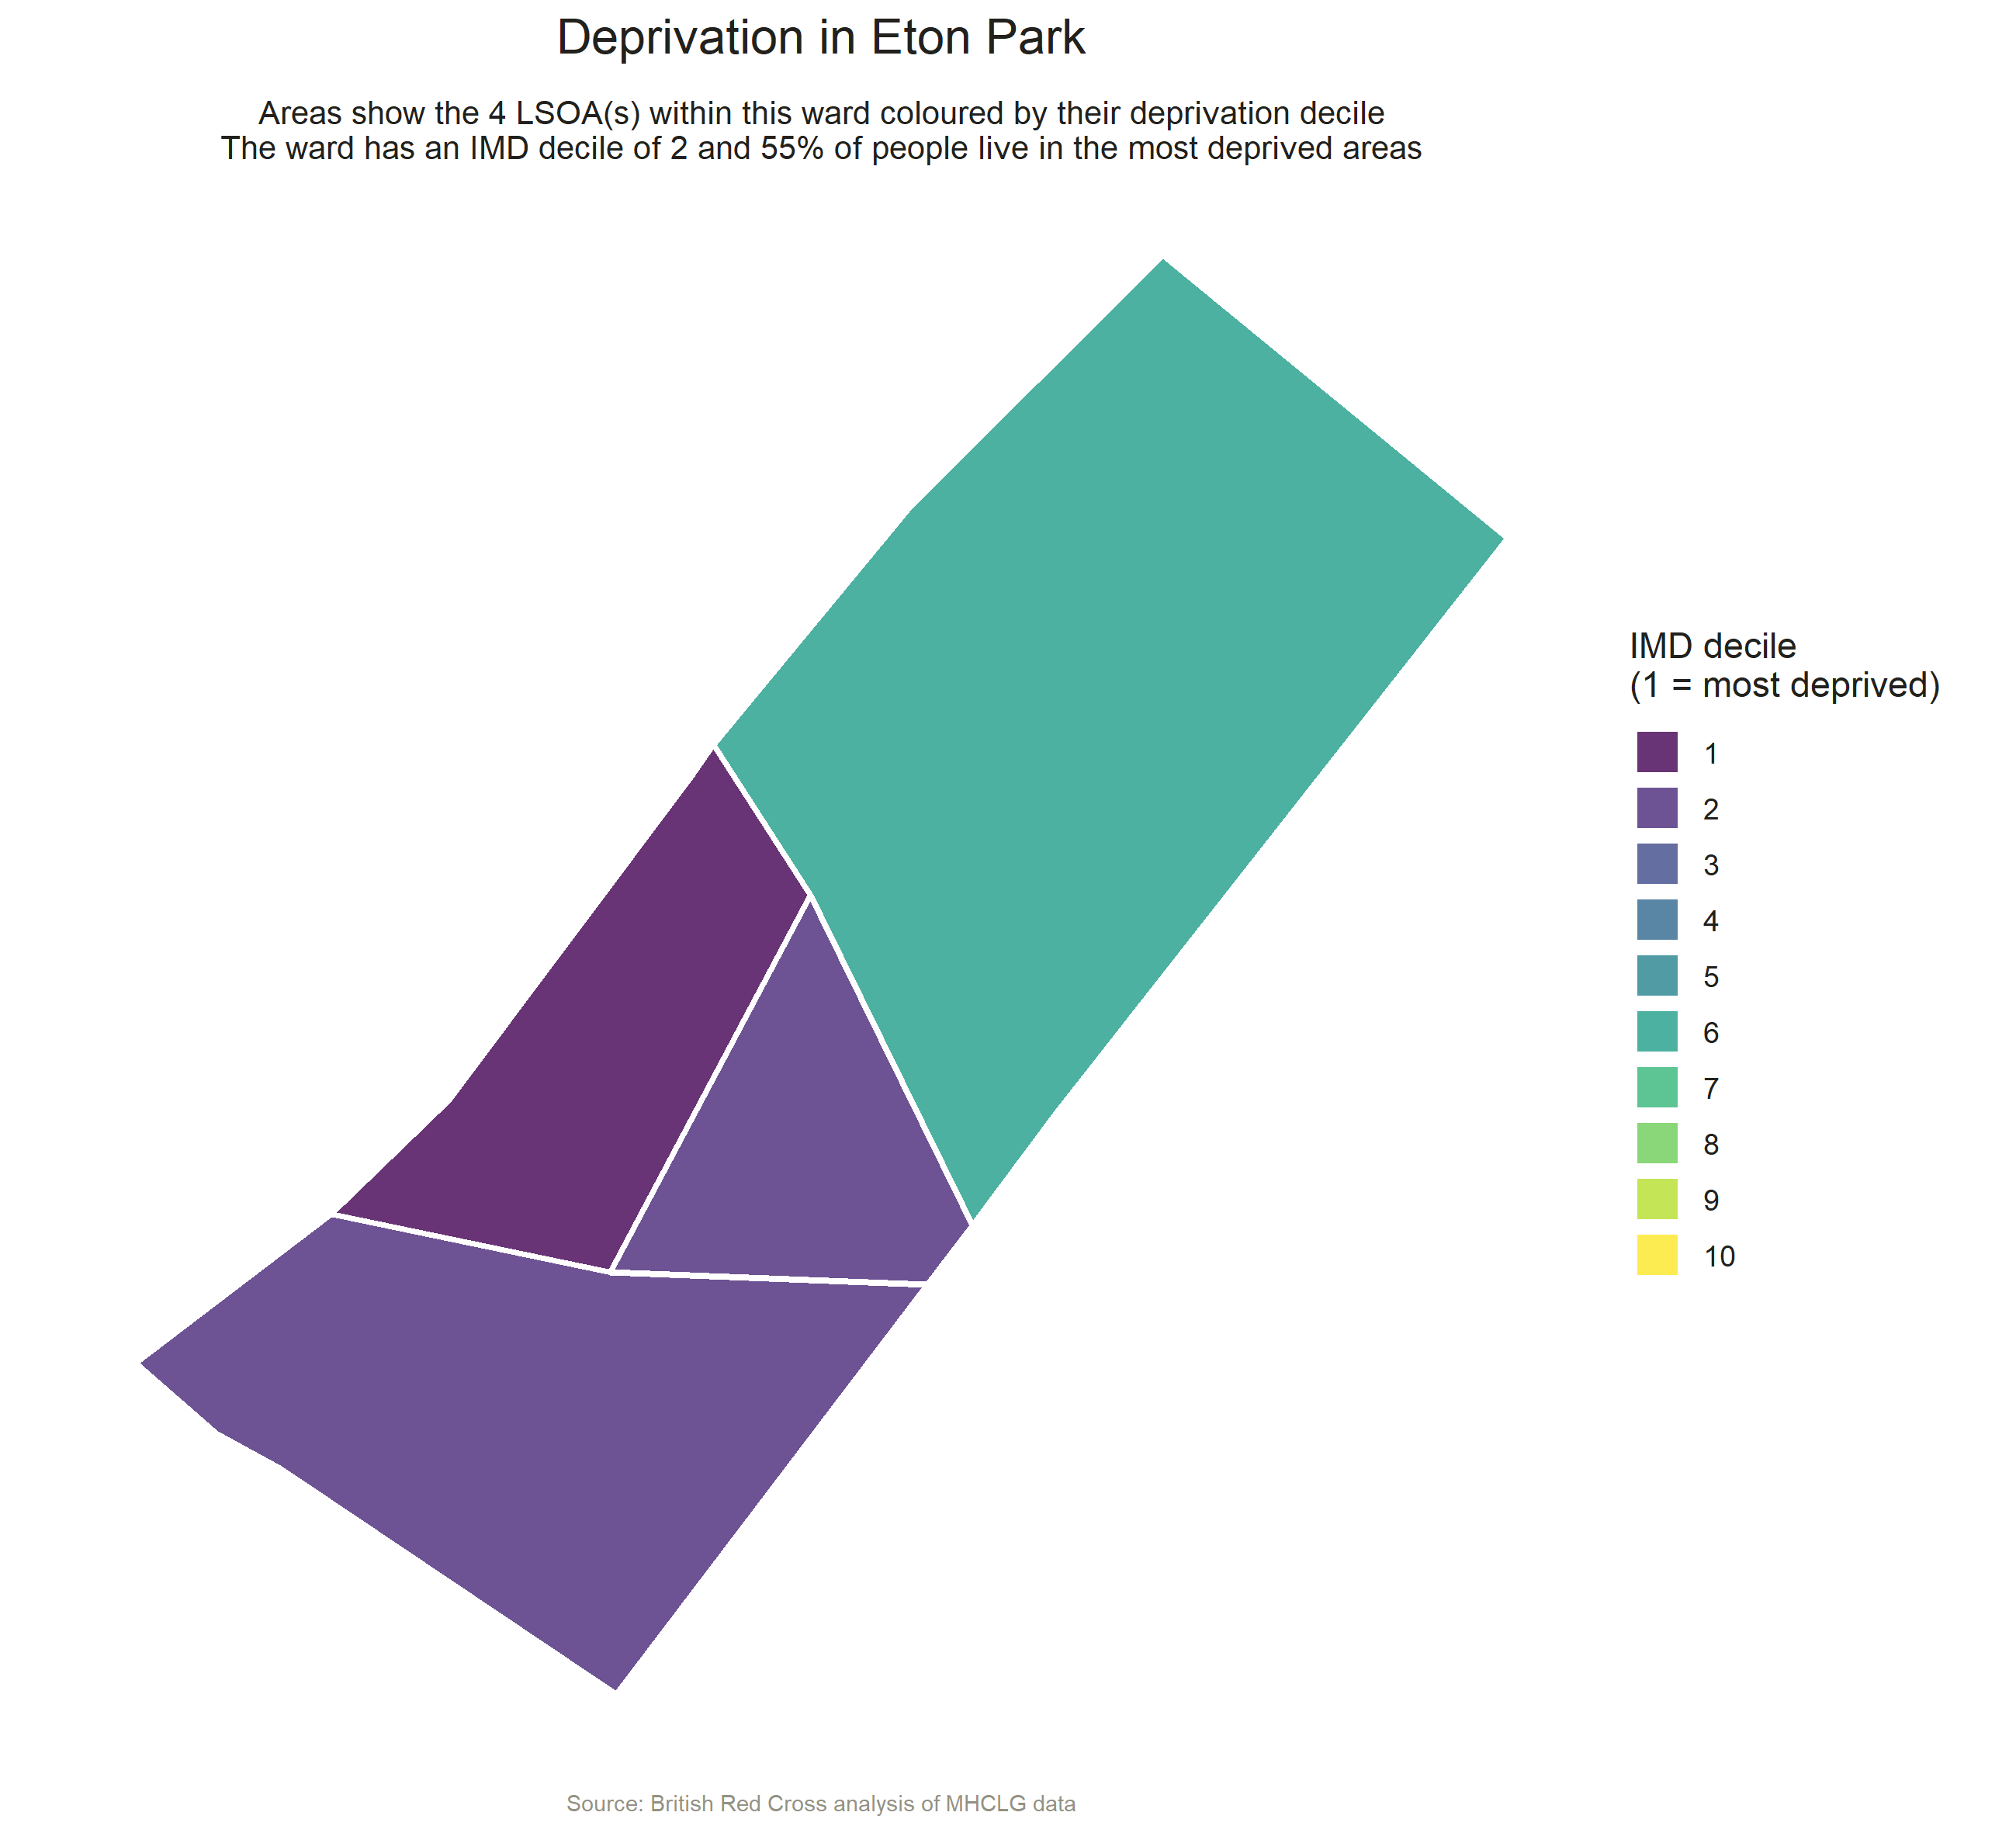 Deprivation in Eton Park
Areas show the 4 LSOA(s) within this ward coloured by their deprivation decile
The ward has an IMD decile of 2 and 55% of people live in the most deprived areas
IMD decile
(1 = most deprived)
1
2
3
4
5
6
7
8
9
10
Source: British Red Cross analysis of MHCLG data